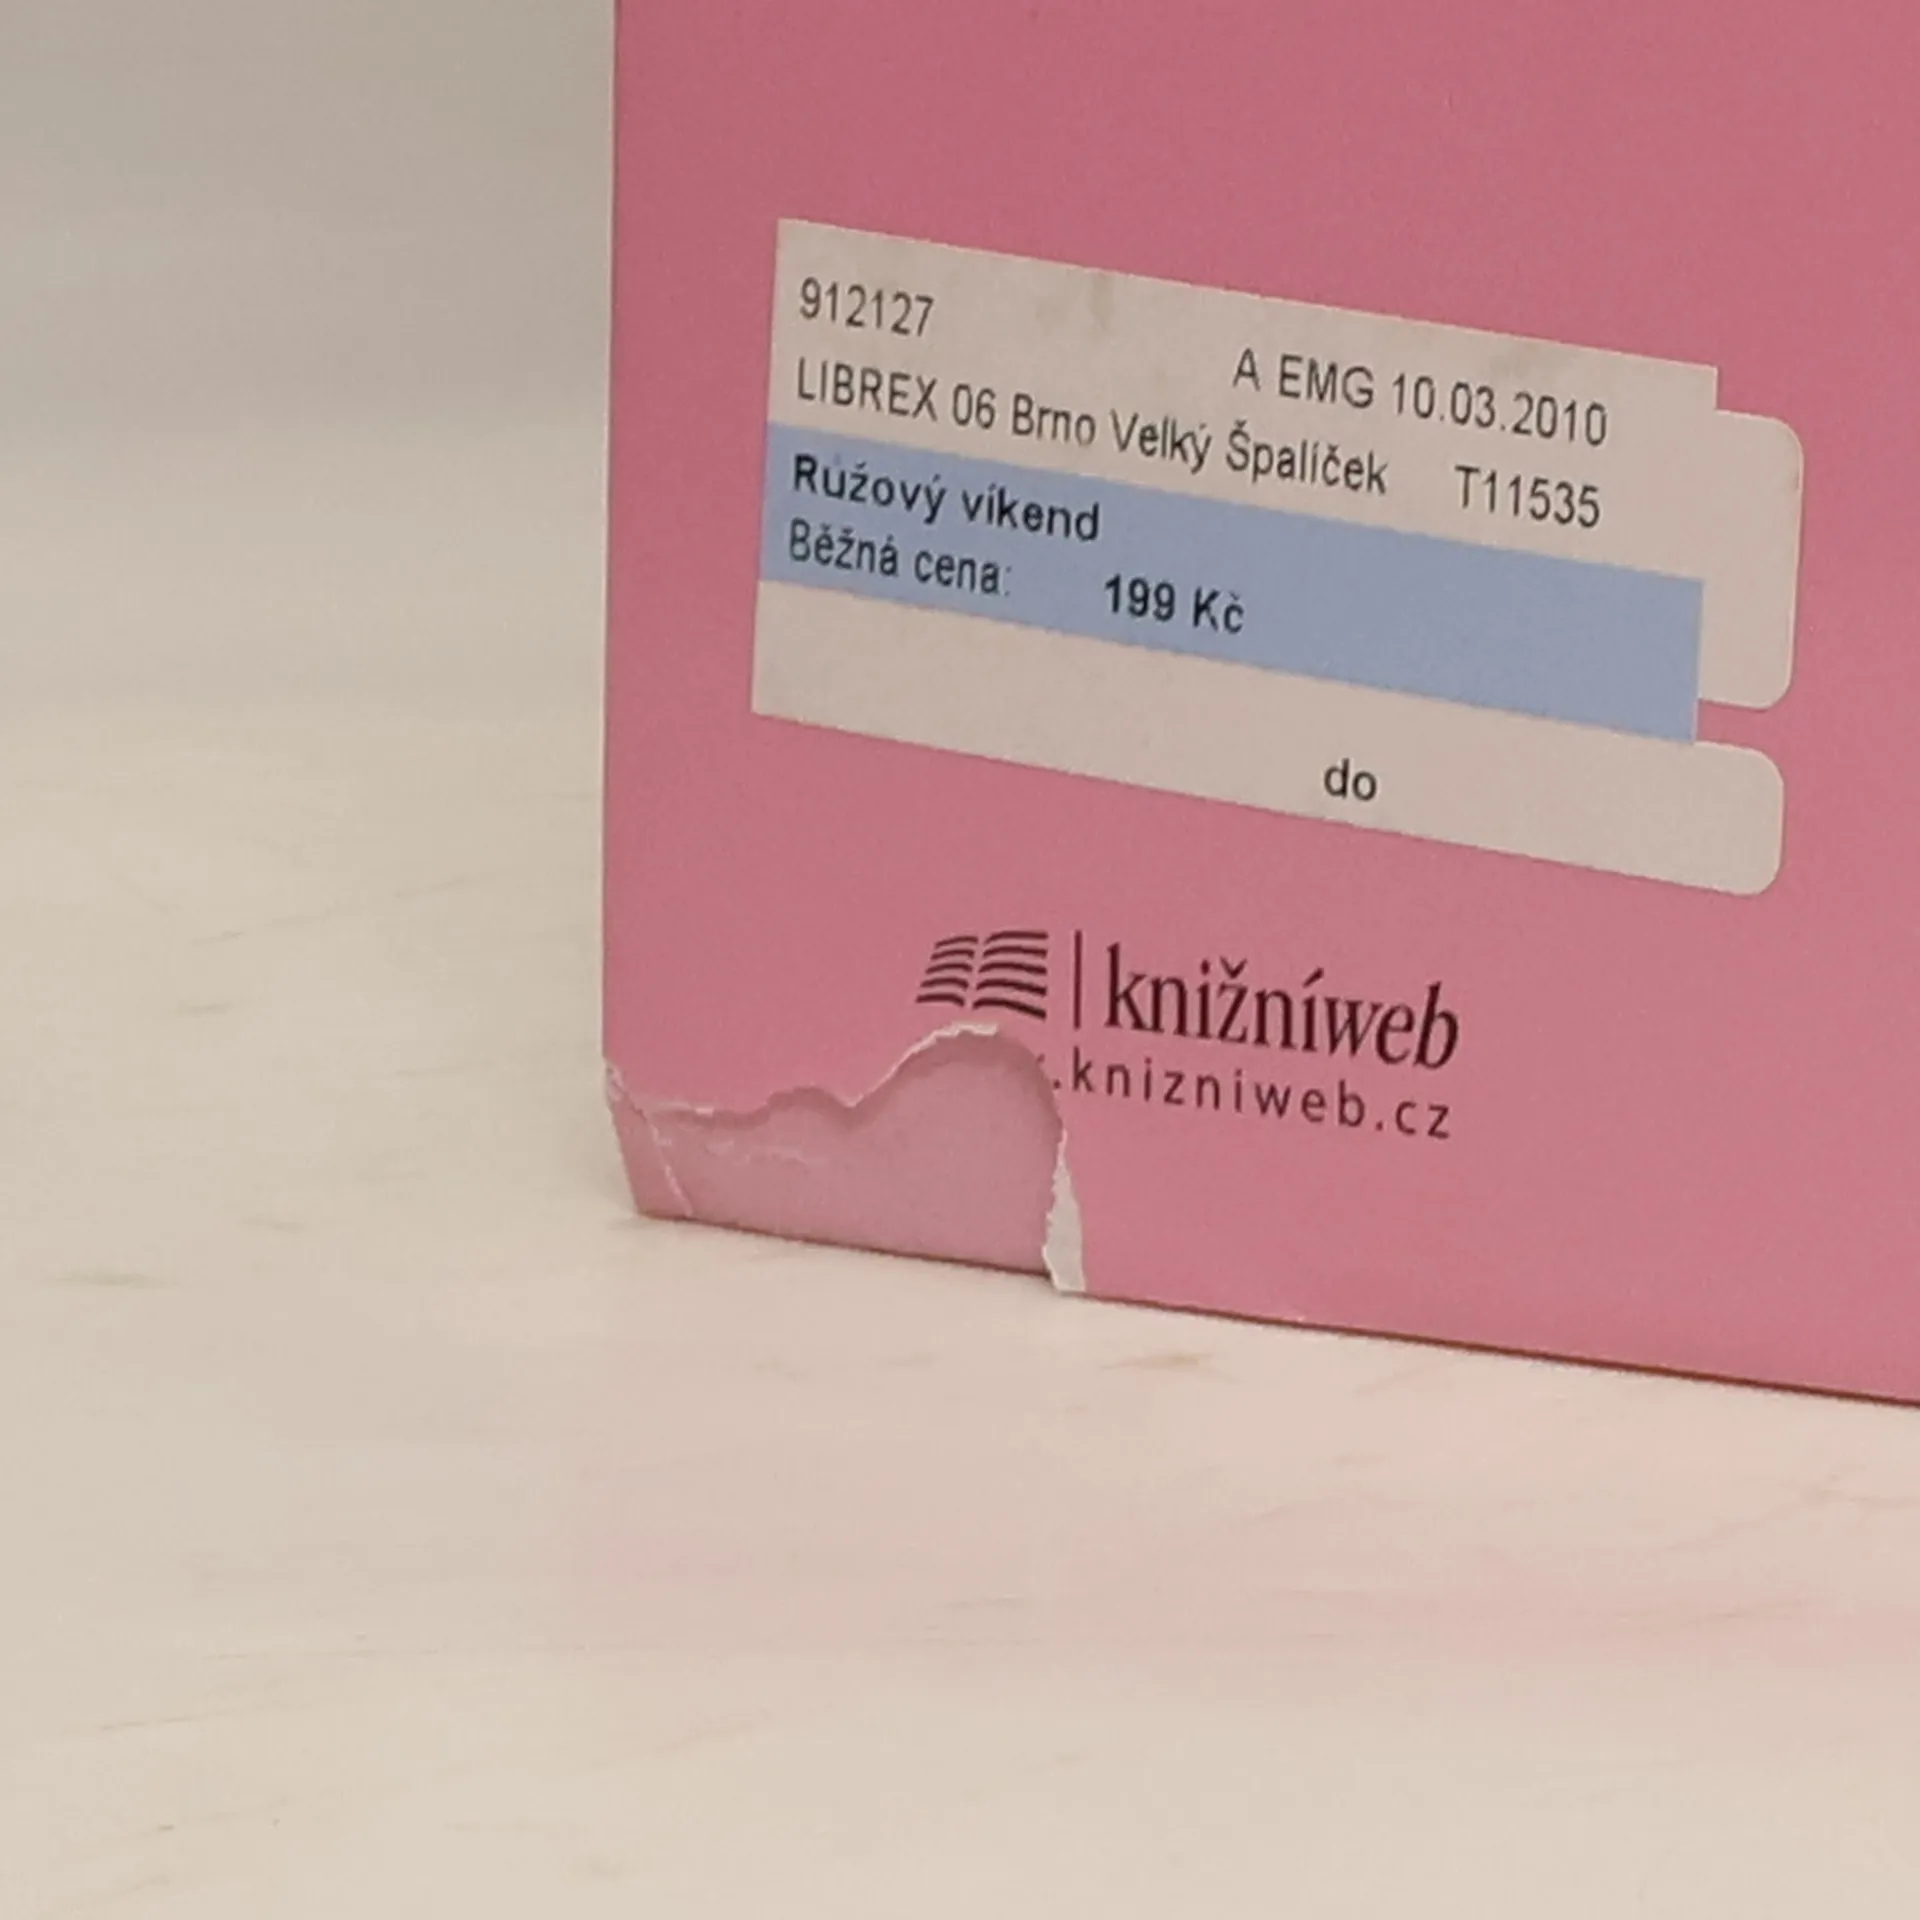 912127
A EMG 10.03.2010
LIBREX 06 Brno Velký Špalíček T11535
Růžový víkend
Běžná cena: 199 Kč
do
knižníweb
.knizniweb.cz